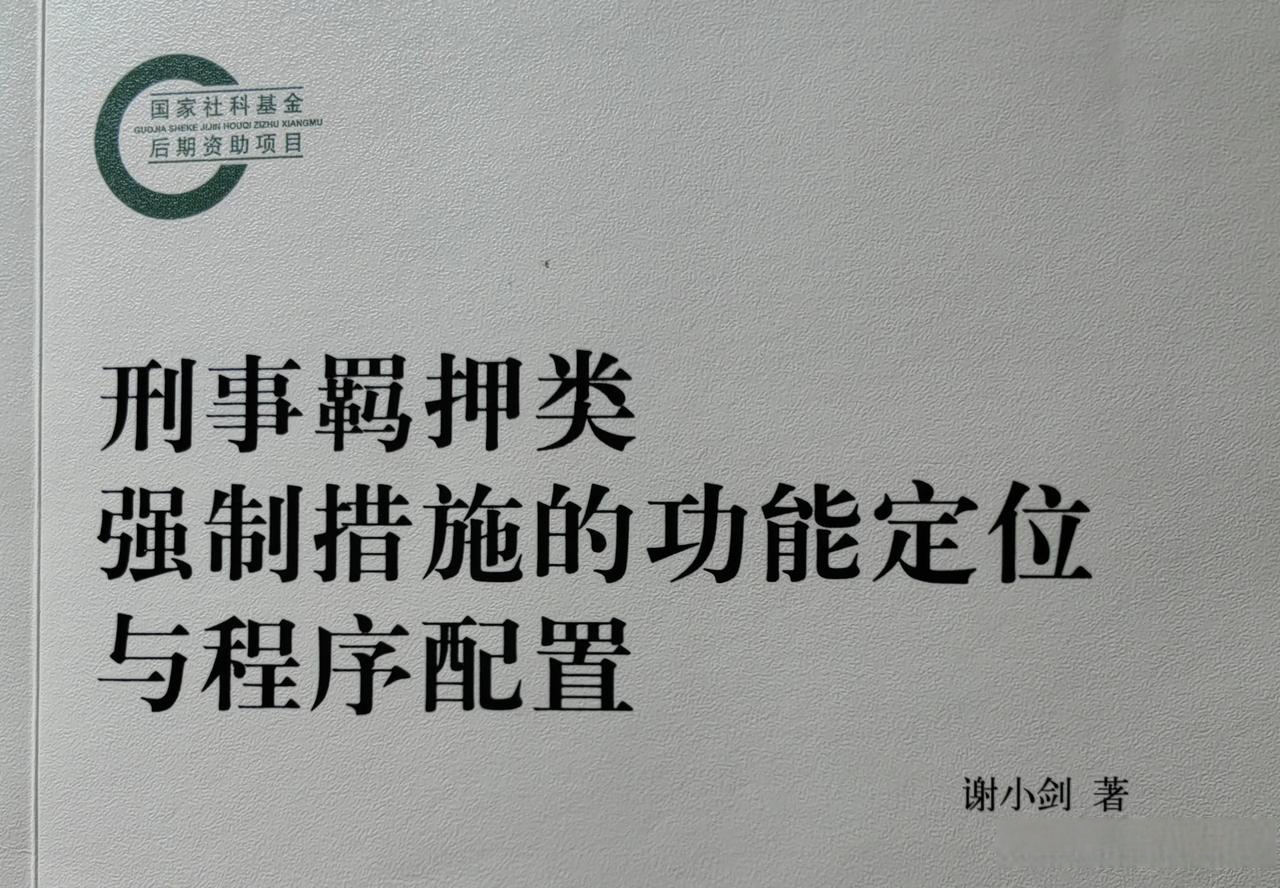 国家社科基金
GUOJIA SHEKE JIJIN HOUQI ZIZHU XIANGMU
后期资助项目
刑事羁押类
强制措施的功能定位
与程序配置
谢小剑 著